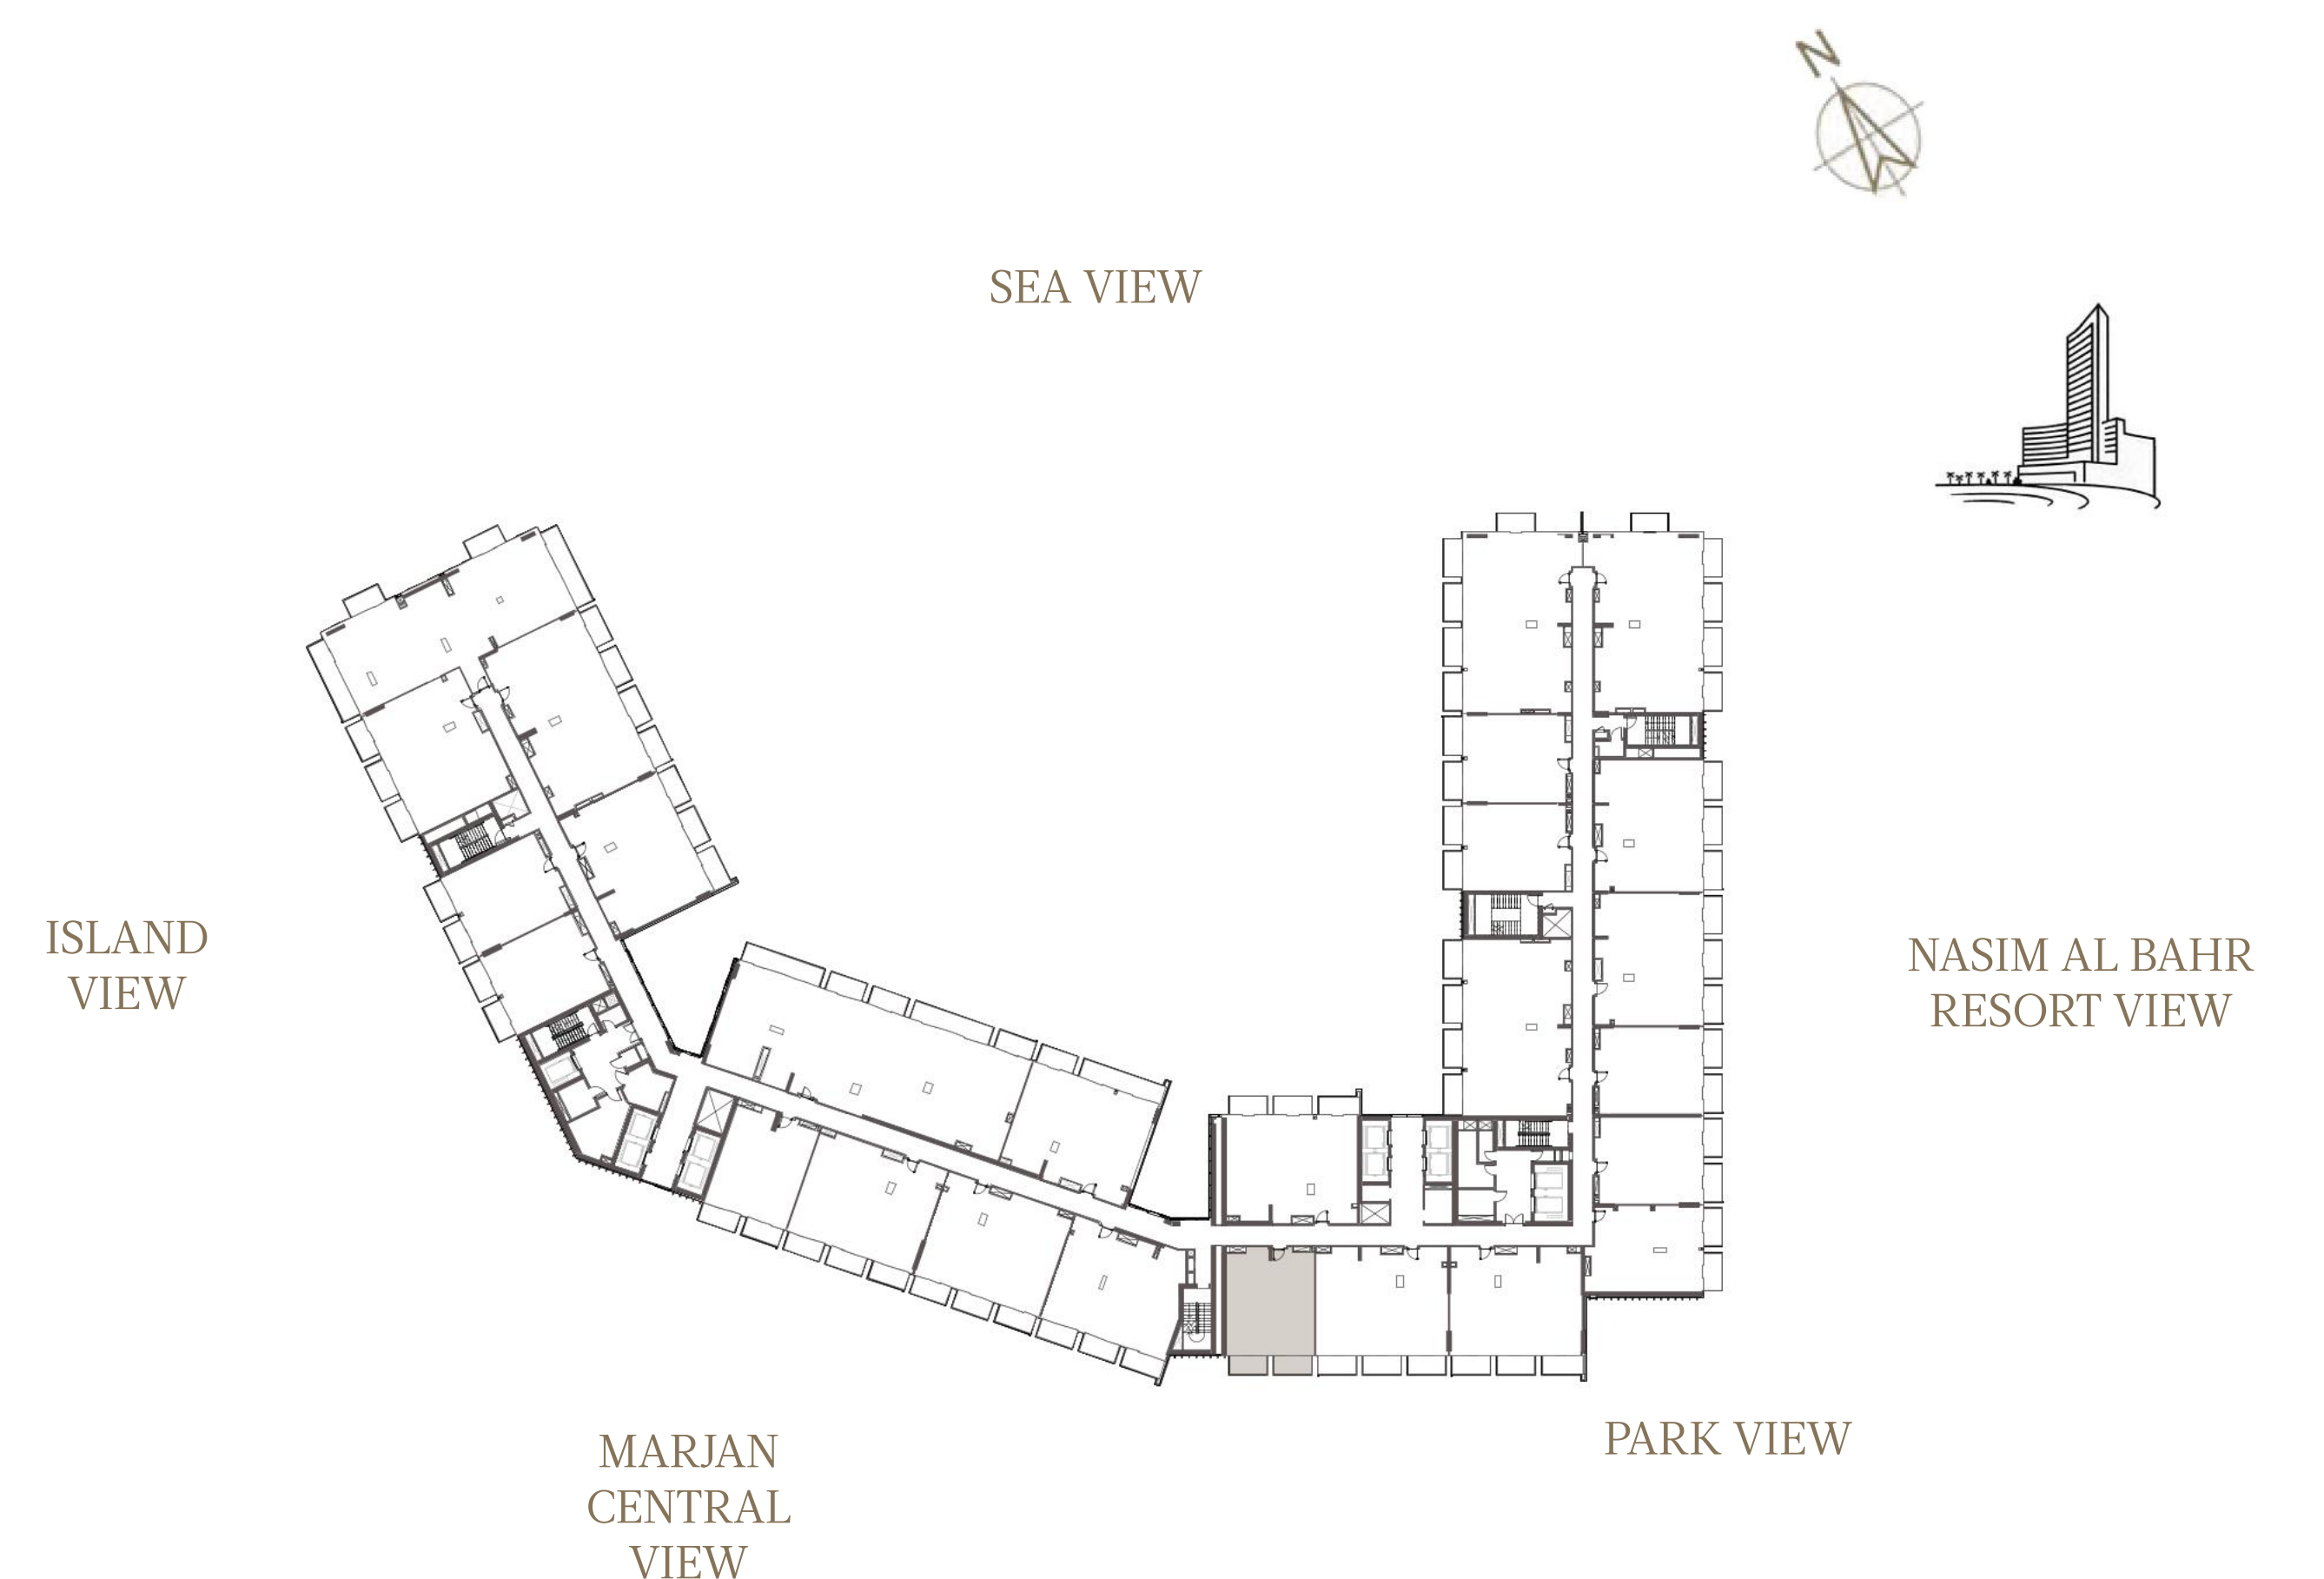 N
SEA VIEW
ISLAND
VIEW
NASIM AL BAHR
RESORT VIEW
PARK VIEW
MARJAN
CENTRAL
VIEW